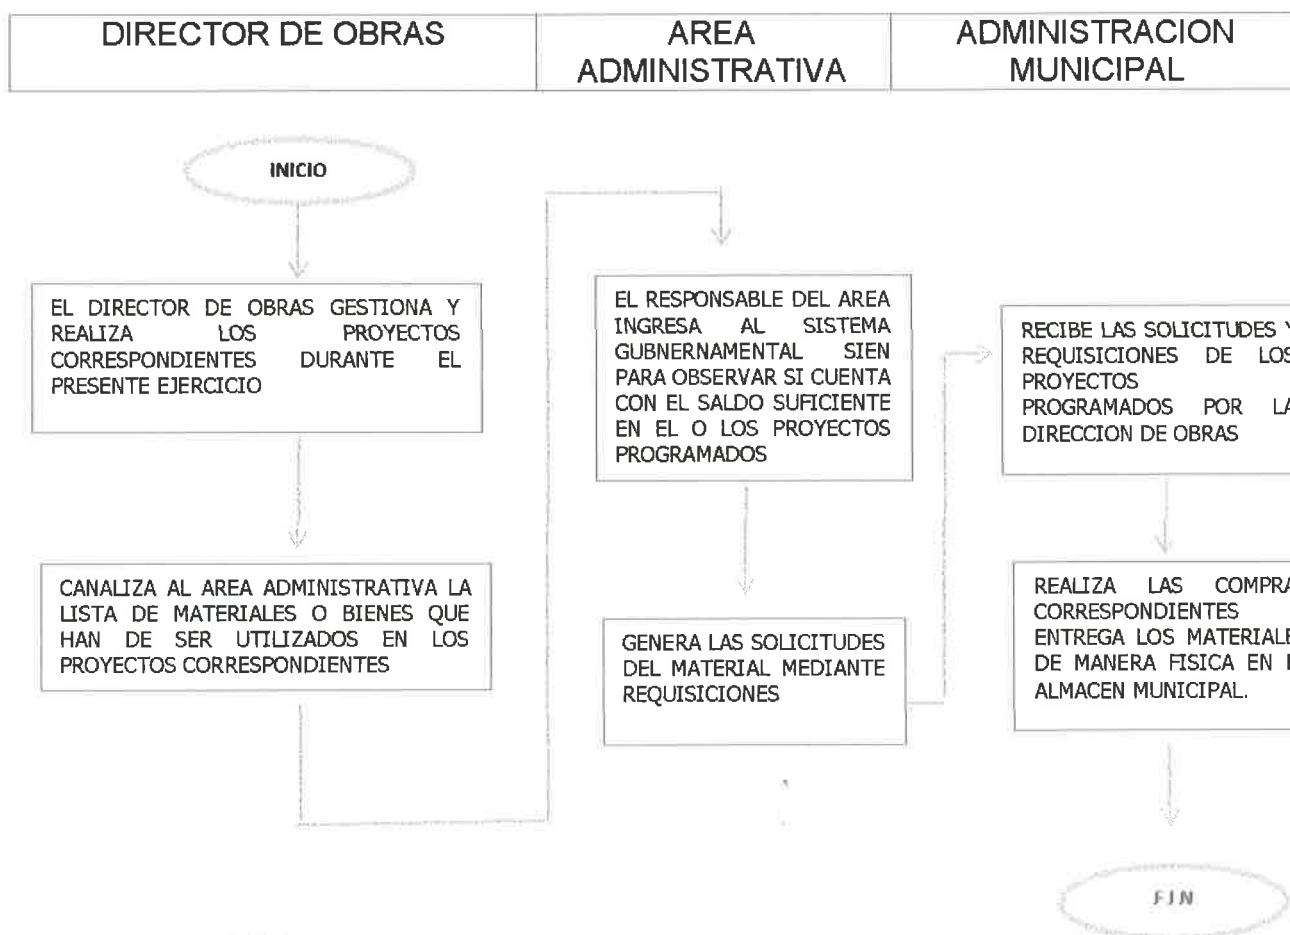 DIRECTOR DE OBRAS
AREA
ADMINISTRATIVA
ADMINISTRACION
MUNICIPAL
INICIO
EL DIRECTOR DE OBRAS GESTIONA Y
REALIZA LOS PROYECTOS
CORRESPONDIENTES DURANTE EL
PRESENTE EJERCICIO
CANALIZA AL AREA ADMINISTRATIVA LA
LISTA DE MATERIALES O BIENES QUE
HAN DE SER UTILIZADOS EN LOS
PROYECTOS CORRESPONDIENTES
EL RESPONSABLE DEL AREA
INGRESA AL SISTEMA
GUBNERNAMENTAL SIEN
PARA OBSERVAR SI CUENTA
CON EL SALDO SUFICIENTE
EN EL O LOS PROYECTOS
PROGRAMADOS
GENERA LAS SOLICITUDES
DEL MATERIAL MEDIANTE
REQUISICIONES
RECIBE LAS SOLICITUDES Y
REQUISICIONES DE LOS
PROYECTOS
PROGRAMADOS POR LA
DIRECCION DE OBRAS
REALIZA LAS COMPRA
CORRESPONDIENTES
ENTREGA LOS MATERIALE
DE MANERA FISICA EN
ALMACEN MUNICIPAL.
FIN